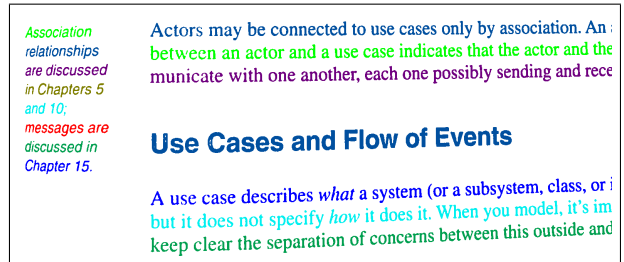 Association
relationships
are discussed
in Chapters 5
and 10;
messages are
discussed in
Chapter 15.
Actors may be connected to use cases only by association. An
between an actor and a use case indicates that the actor and the
municate with one another, each one possibly sending and rece
Use Cases and Flow of Events
A use case describes what a system (or a subsystem, class, or i
but it does not specify how it does it. When you model, it's im
keep clear the separation of concerns between this outside and